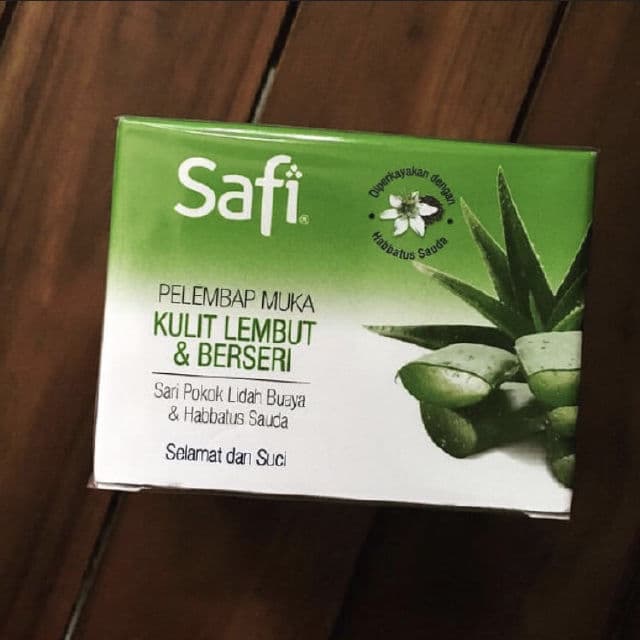 Safi®
Diperkayakan dengan
Habbatus Sauda
PELEMBAP MUKA
KULIT LEMBUT
& BERSERI
Sari Pokok Lidah Buaya
& Habbatus Sauda
Selamat dan Suci